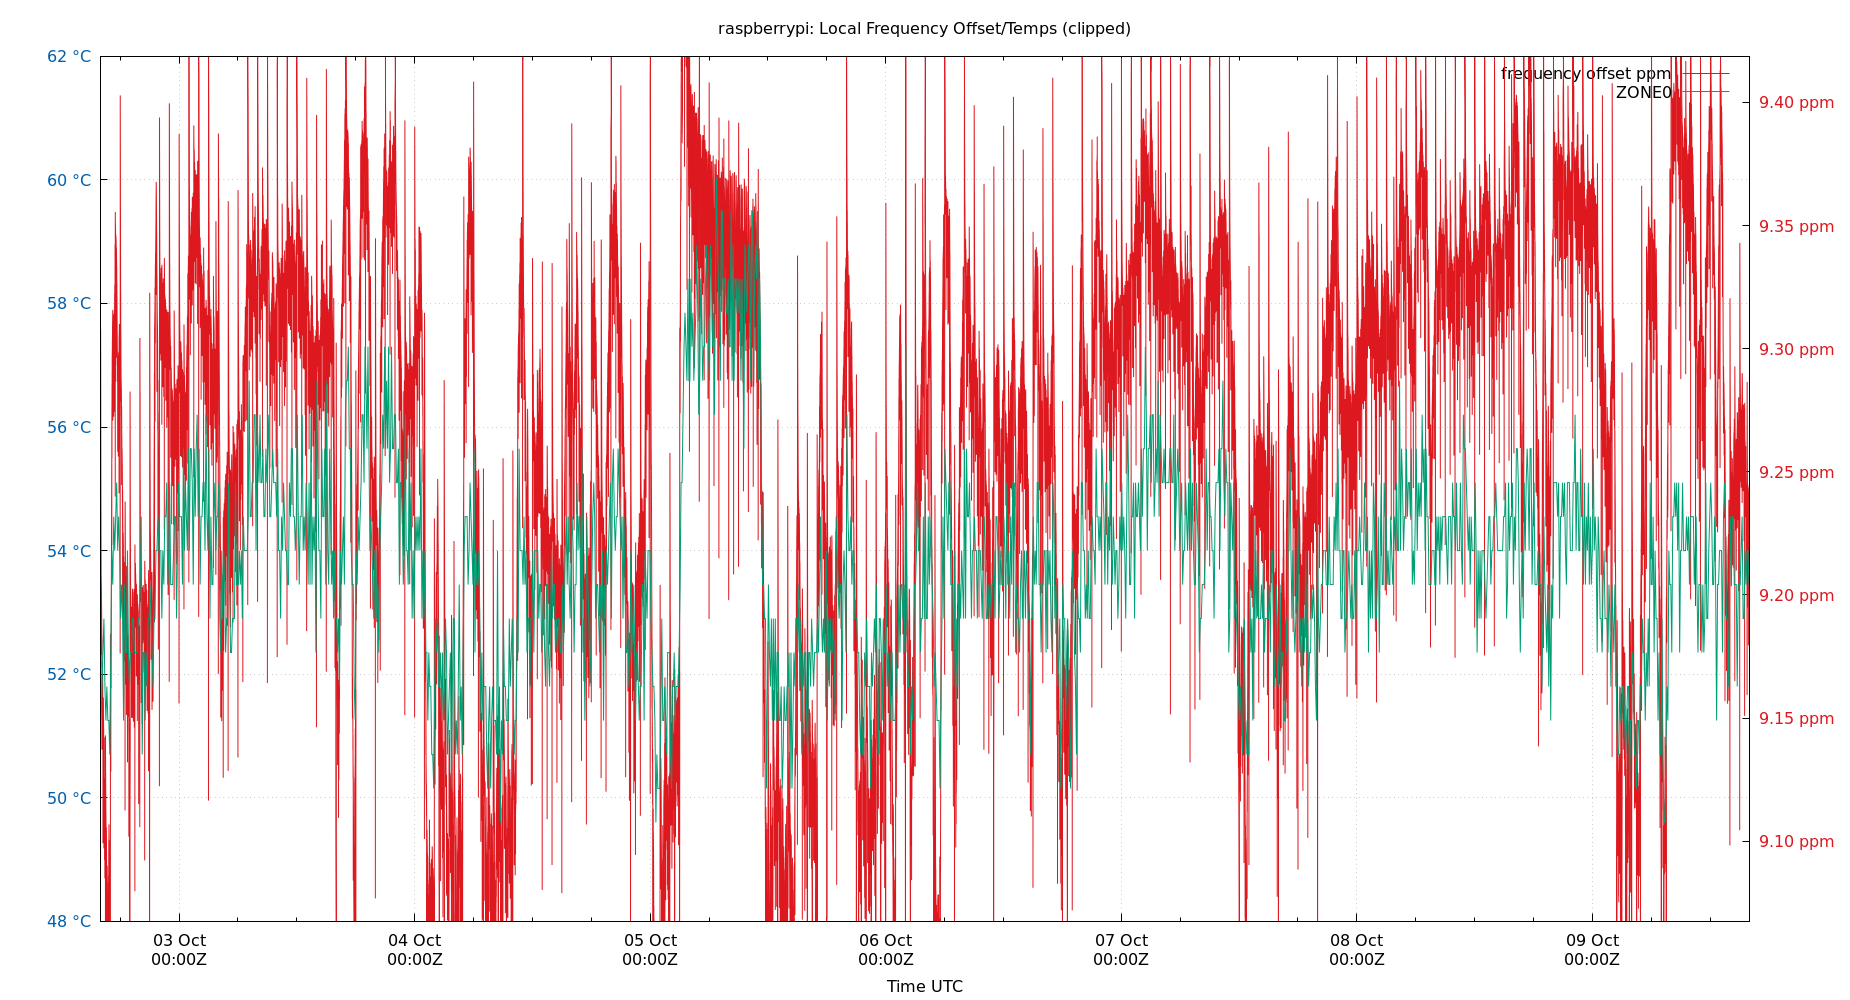 raspberrypi: Local Frequency Offset/Temps (clipped)
62 °C
60 °C
58 °C
56 °C
54 °C
52 °C
50 °C
48 °C
frequency offset ppm
ZONE0
9.40 ppm
9.35 ppm
9.30 ppm
9.25 ppm
9.20 ppm
9.15 ppm
9.10 ppm
03 Oct
00:00Z
04 Oct
00:00Z
05 Oct
00:00Z
06 Oct
00:00Z
07 Oct
00:00Z
08 Oct
00:00Z
09 Oct
00:00Z
Time UTC